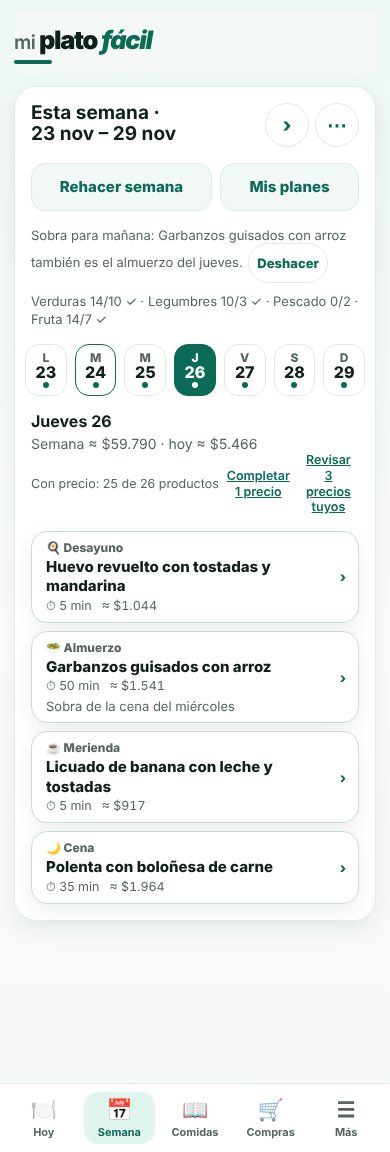 mi plato fácil
Esta semana ·
23 nov – 29 nov
›
···
Rehacer semana
Mis planes
Sobra para mañana: Garbanzos guisados con arroz
también es el almuerzo del jueves. Deshacer
Verduras 14/10 ✓ · Legumbres 10/3 ✓ · Pescado 0/2 ·
Fruta 14/7 ✓
L M M J V S D
23 24 25 26 27 28 29
Jueves 26
Semana ≈ $59.790 · hoy ≈ $5.466
Con precio: 25 de 26 productos
Completar
1 precio
Revisar
3
precios
tuyos
🍳 Desayuno
Huevo revuelto con tostadas y
mandarina
⏱ 5 min ≈ $1.044
›
🥗 Almuerzo
Garbanzos guisados con arroz
⏱ 50 min ≈ $1.541
Sobra de la cena del miércoles
›
☕ Merienda
Licuado de banana con leche y
tostadas
⏱ 5 min ≈ $917
›
🌙 Cena
Polenta con boloñesa de carne
⏱ 35 min ≈ $1.964
›
Hoy
Semana
Comidas
Compras
Más